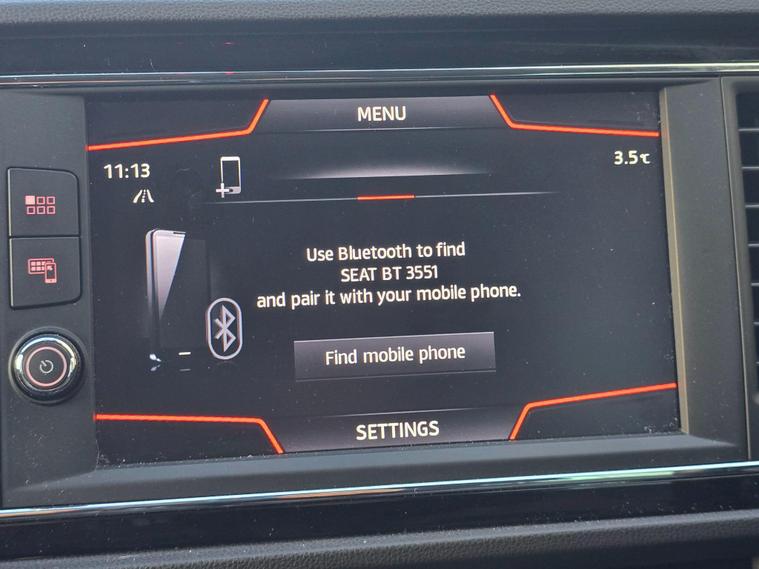 MENU
11:13
3.5℃
Use Bluetooth to find
SEAT BT 3551
and pair it with your mobile phone.
Find mobile phone
SETTINGS